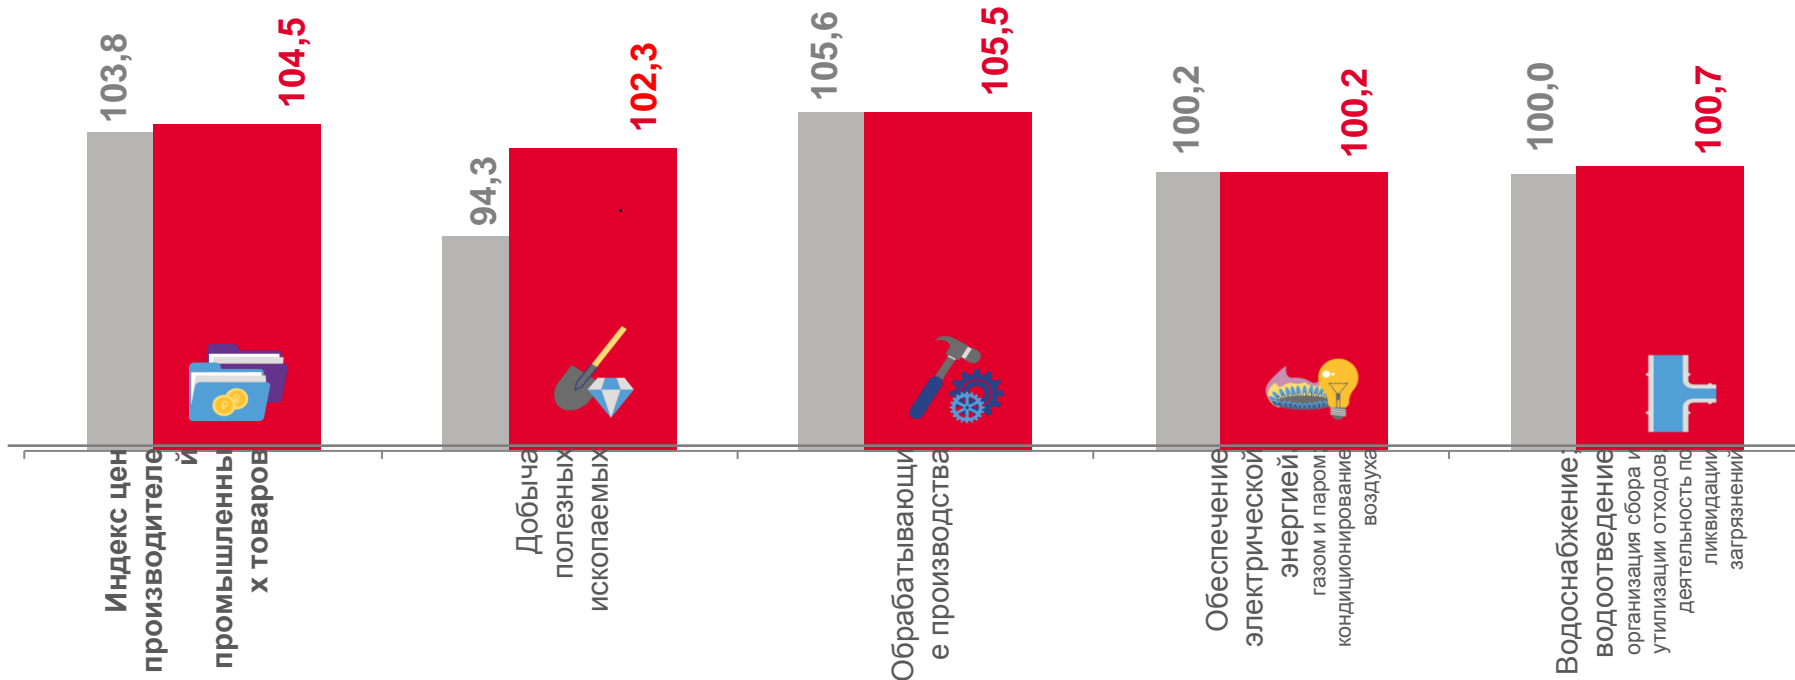 103,8
104,5
94,3
102,3
105,6
105,5
100,2
100,2
100,0
100,7
Индекс цен
производителе
й
промышленны
х товаров
Добыча
полезных
ископаемых
Обрабатывающи
е производства
Обеспечение
электрической
энергией,
газом и паром;
кондиционирование
воздуха
Водоснабжение;
водоотведение,
организация сбора и
утилизации отходов,
деятельность по
ликвидации
загрязнений